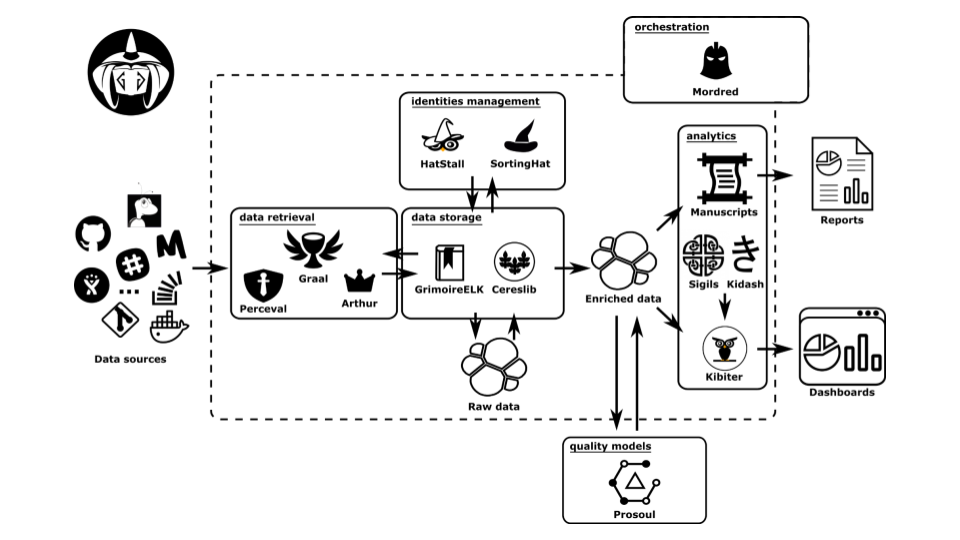 orchestration
Mordred
identities management
HatStall
SortingHat
analytics
Manuscripts
Reports
data retrieval
Graal
Perceval
Arthur
data storage
GrimoireELK
Cereslib
Enriched data
Sigils
き
Kidash
Kibiter
...
Data sources
Raw data
Dashboards
quality models
Prosoul